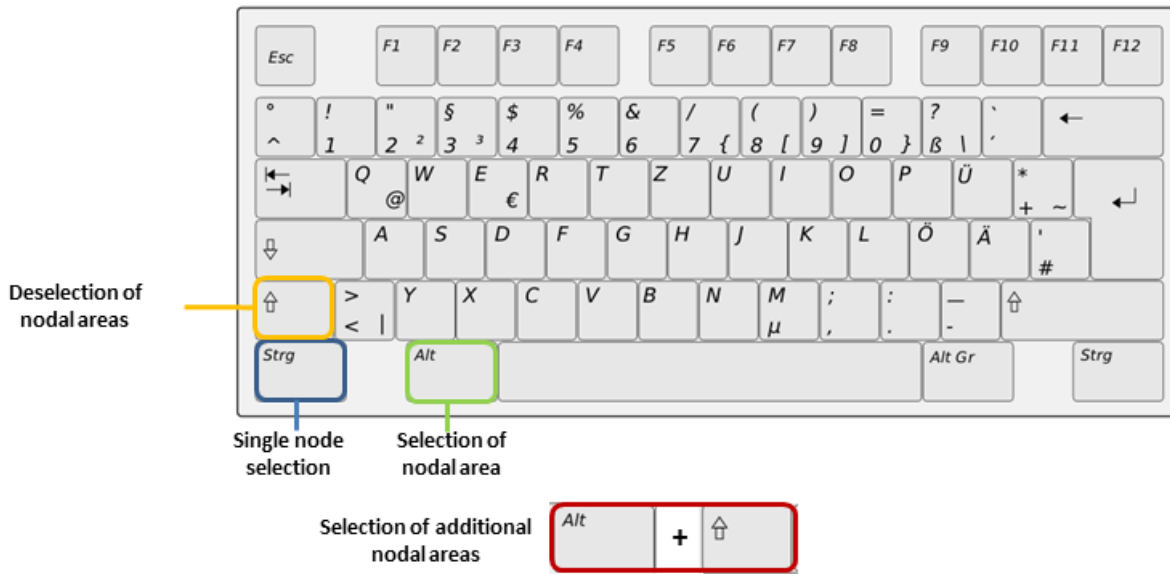 Esc F1 F2 F3 F4 F5 F6 F7 F8 F9 F10 F11 F12
° ! " § $ % & / ( ) = ? `
^ 1 2 ² 3 ³ 4 5 6 7 { 8 [ 9 ] 0 } ß \ ´
Q W E R T Z U I O P Ü *
@ € + ~
A S D F G H J K L Ö Ä '
#
> Y X C V B N M ; : _
< | µ , . -
Strg Alt Alt Gr Strg
Deselection of
nodal areas
Single node
selection
Selection of
nodal area
Selection of additional
nodal areas
Alt +